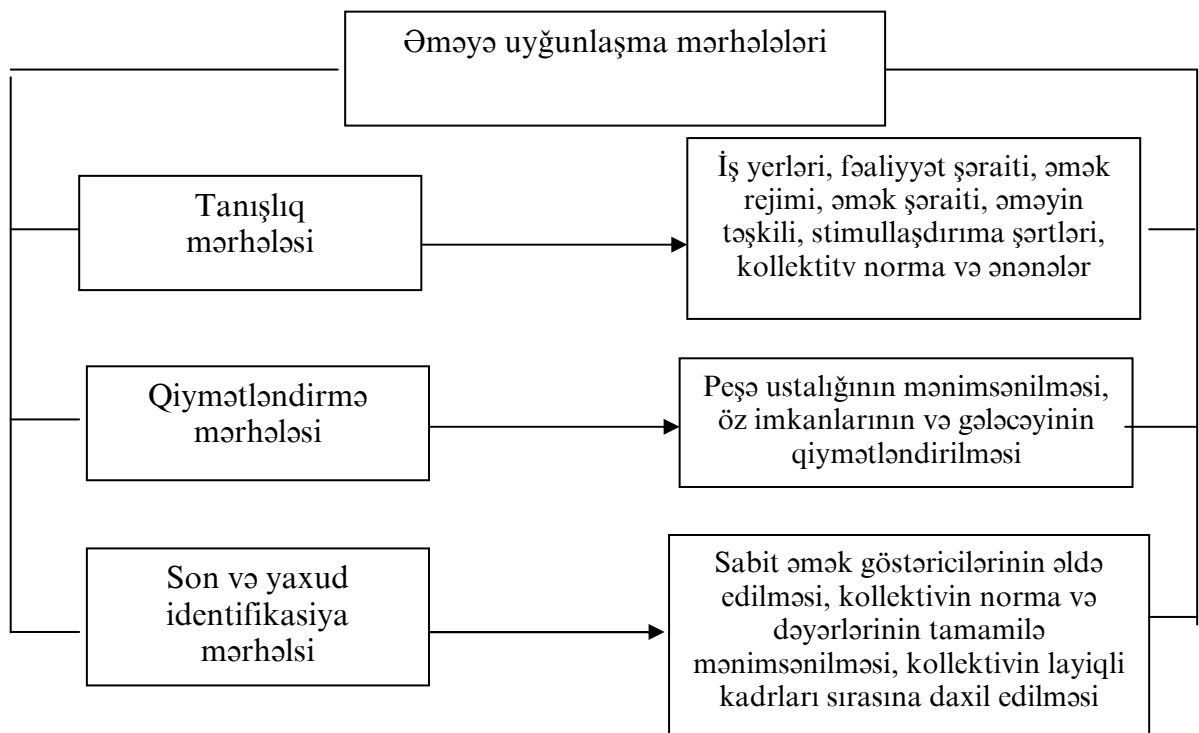 Əməyə uyğunlaşma mərhələləri
Tanışlıq
mərhələsi
İş yerləri, fəaliyyət şəraiti, əmək
rejimi, əmək şəraiti, əməyin
təşkili, stimullaşdırıma şərtləri,
kollektitv norma və ənənələr
Qiymətləndirmə
mərhələsi
Peşə ustalığının mənimsənilməsi,
öz imkanlarının və gələcəyinin
qiymətləndirilməsi
Son və yaxud
identifikasiya
mərhəlsi
Sabit əmək göstəricilərinin əldə
edilməsi, kollektivin norma və
dəyərlərinin tamamilə
mənimsənilməsi, kollektivin layiqli
kadrları sırasına daxil edilməsi